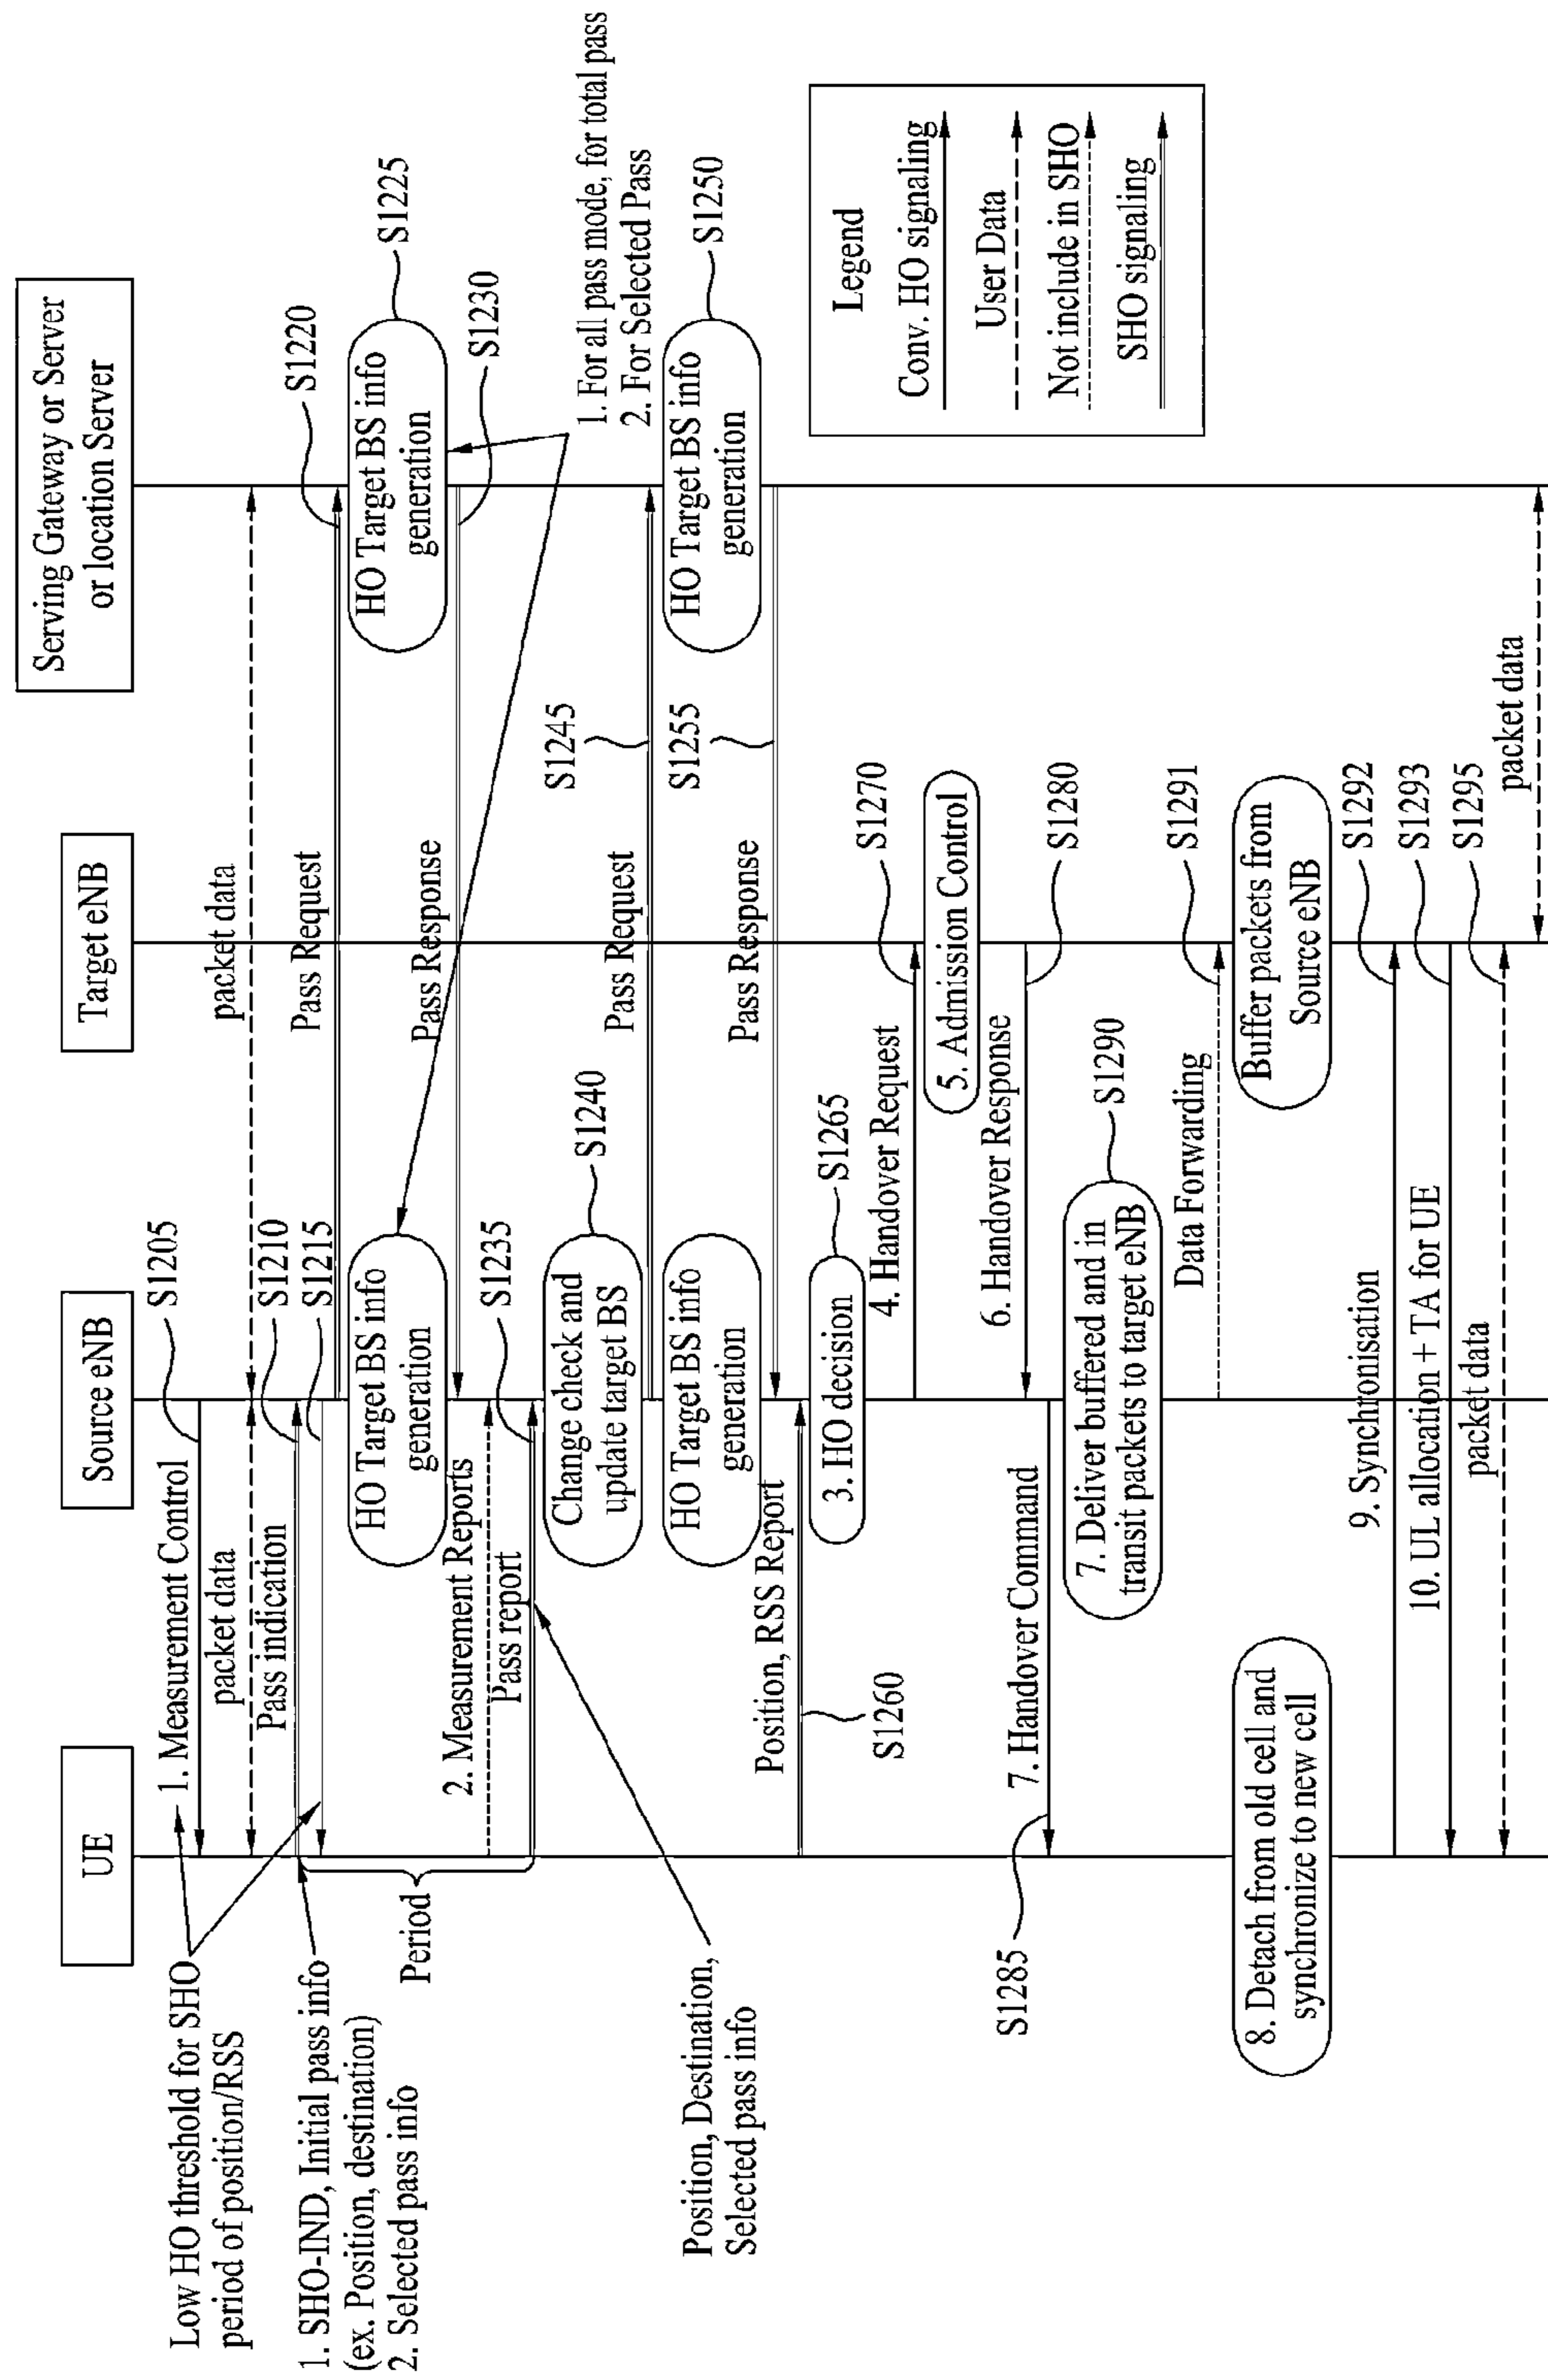 UE
Source eNB
Target eNB
Serving Gateway or Server
or location Server
Low HO threshold for SHO
period of position/RSS
1. Measurement Control
S1205
packet data
packet data
1. SHO-IND, Initial pass info
(ex. Position, destination)
2. Selected pass info
Pass indication
S1210
S1215
Period
Pass Request
S1220
HO Target BS info
generation
HO Target BS info
generation
S1225
Pass Response
S1230
1. For all pass mode, for total pass
2. For Selected Pass
2. Measurement Reports
Pass report
S1235
Position, Destination,
Selected pass info
Change check and
update target BS
S1240
Pass Request
S1245
HO Target BS info
generation
HO Target BS info
generation
S1250
Pass Response
S1255
Position, RSS Report
S1260
3. HO decision
S1265
4. Handover Request
S1270
5. Admission Control
6. Handover Response
S1280
7. Handover Command
S1285
7. Deliver buffered and in
transit packets to target eNB
S1290
Data Forwarding
S1291
8. Detach from old cell and
synchronize to new cell
Buffer packets from
Source eNB
9. Synchronisation
S1292
10. UL allocation + TA for UE
S1293
packet data
S1295
packet data
Legend
Conv. HO signaling
User Data
Not include in SHO
SHO signaling